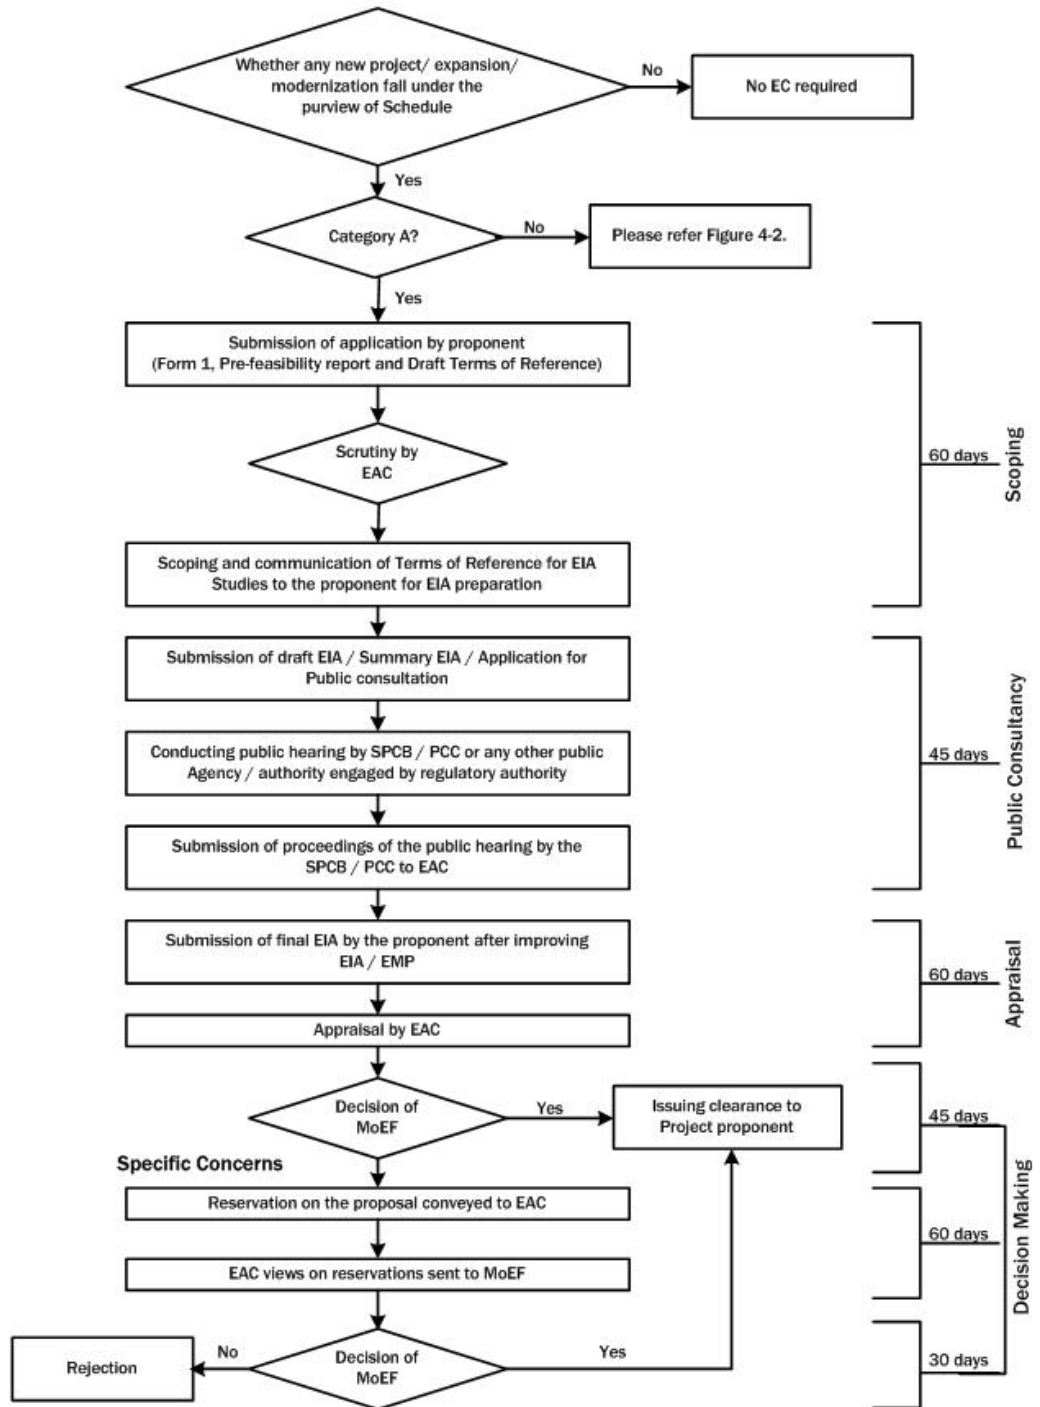 Whether any new project/ expansion/
modernization fall under the
purview of Schedule
No
No EC required
Yes
Category A?
No
Please refer Figure 4-2.
Yes
Submission of application by proponent
(Form 1, Pre-feasibility report and Draft Terms of Reference)
Scrutiny by
EAC
60 days
Scoping
Scoping and communication of Terms of Reference for EIA
Studies to the proponent for EIA preparation
Submission of draft EIA / Summary EIA / Application for
Public consultation
Conducting public hearing by SPCB / PCC or any other public
Agency / authority engaged by regulatory authority
45 days
Public Consultancy
Submission of proceedings of the public hearing by the
SPCB / PCC to EAC
Submission of final EIA by the proponent after improving
EIA / EMP
60 days
Appraisal
Appraisal by EAC
Decision of
MoEF
Yes
Issuing clearance to
Project proponent
45 days
Specific Concerns
Reservation on the proposal conveyed to EAC
60 days
Decision Making
EAC views on reservations sent to MoEF
Rejection
No
Decision of
MoEF
Yes
30 days